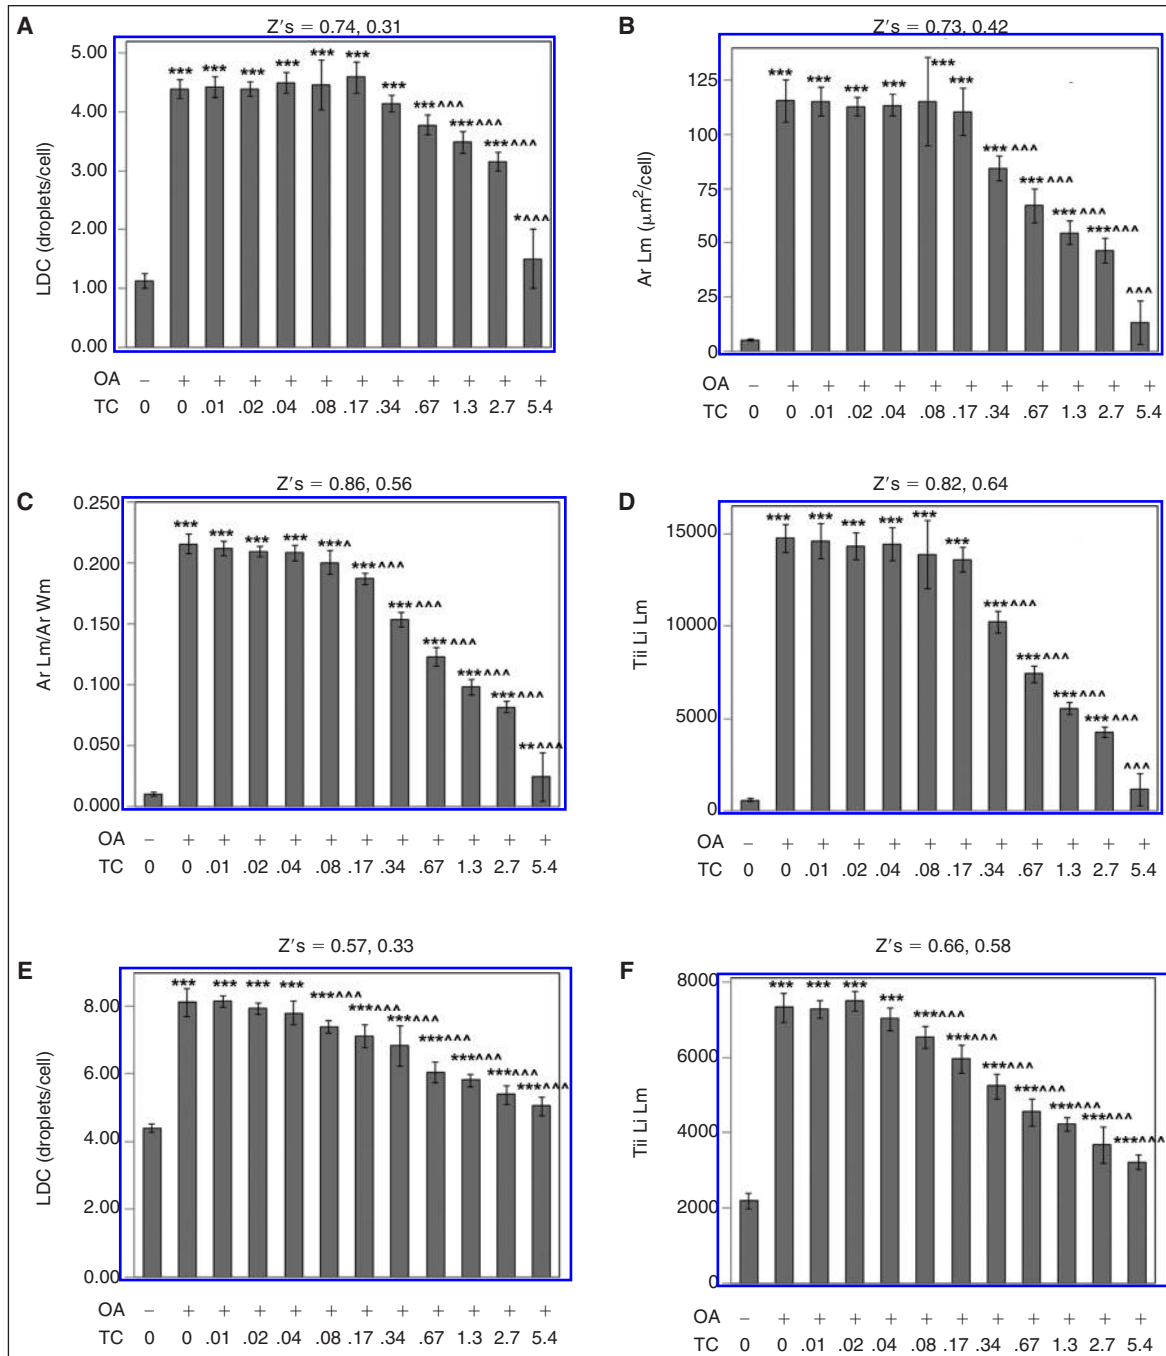 A
Z's = 0.74, 0.31
5.00
4.00
3.00
2.00
1.00
0.00
LDC (droplets/cell)
*** *** *** *** *** *** *** ***^^^ ***^^^ ***^^^ *^^^
OA − + + + + + + + + + + +
TC 0 0 .01 .02 .04 .08 .17 .34 .67 1.3 2.7 5.4
B
Z's = 0.73, 0.42
125
100
75
50
25
0
Ar Lm (μm²/cell)
*** *** *** *** *** *** ***^^^ ***^^^ ***^^^ ***^^^ ^^^
OA − + + + + + + + + + + +
TC 0 0 .01 .02 .04 .08 .17 .34 .67 1.3 2.7 5.4
C
Z's = 0.86, 0.56
0.250
0.200
0.150
0.100
0.050
0.000
Ar Lm/Ar Wm
*** *** *** *** ***^ ***^^^ ***^^^ ***^^^ ***^^^ ***^^^ **^^^
OA − + + + + + + + + + + +
TC 0 0 .01 .02 .04 .08 .17 .34 .67 1.3 2.7 5.4
D
Z's = 0.82, 0.64
15000
10000
5000
0
Tii Li Lm
*** *** *** *** *** *** ***^^^ ***^^^ ***^^^ ***^^^ ^^^
OA − + + + + + + + + + + +
TC 0 0 .01 .02 .04 .08 .17 .34 .67 1.3 2.7 5.4
E
Z's = 0.57, 0.33
8.00
6.00
4.00
2.00
0.00
LDC (droplets/cell)
*** *** *** *** ***^^^ ***^^^ ***^^^ ***^^^ ***^^^ ***^^^ ***^^^
OA − + + + + + + + + + + +
TC 0 0 .01 .02 .04 .08 .17 .34 .67 1.3 2.7 5.4
F
Z's = 0.66, 0.58
8000
6000
4000
2000
0
Tii Li Lm
*** *** *** *** ***^^^ ***^^^ ***^^^ ***^^^ ***^^^ ***^^^ ***^^^
OA − + + + + + + + + + + +
TC 0 0 .01 .02 .04 .08 .17 .34 .67 1.3 2.7 5.4